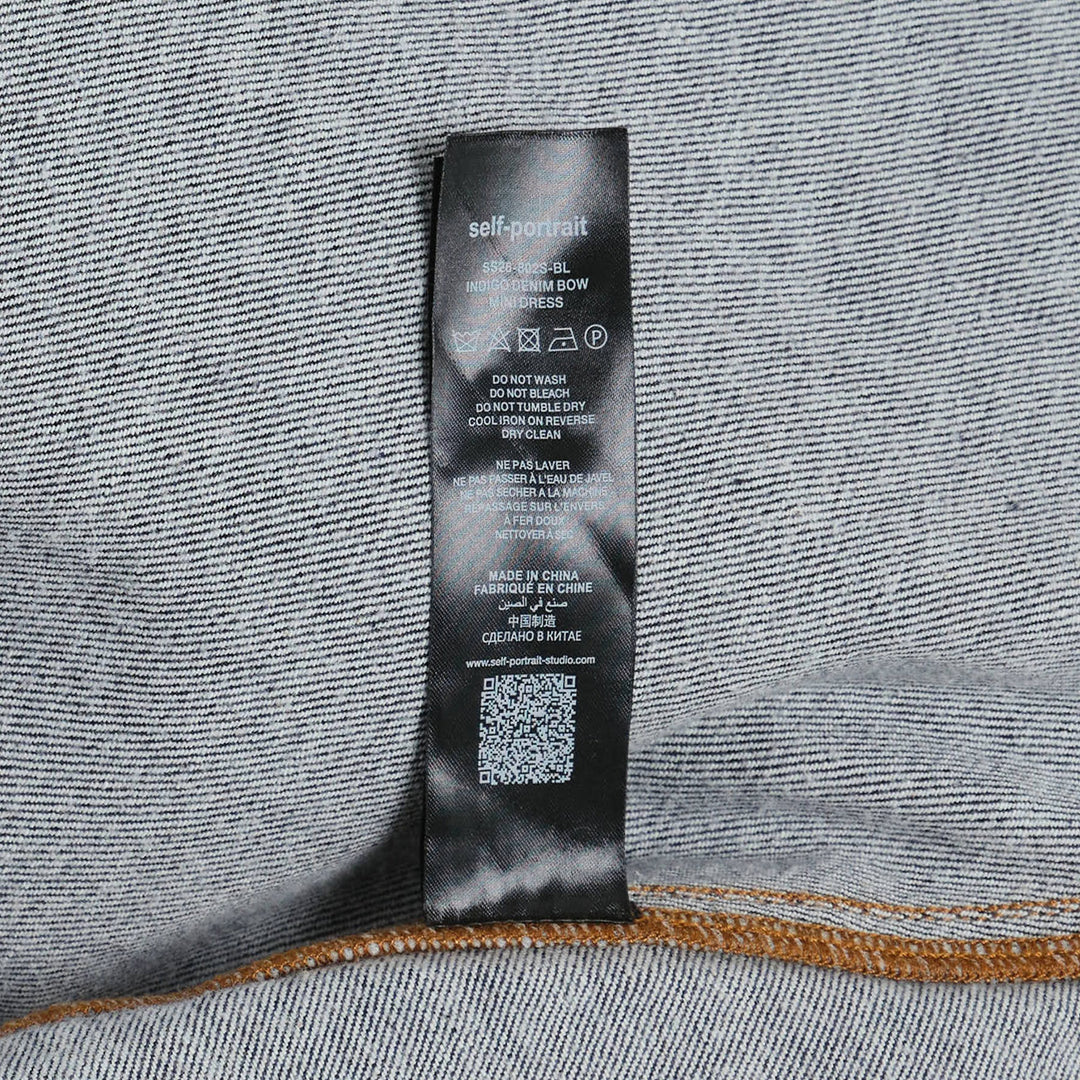 self-portrait
SS26-602S-BL
INDIGO DENIM BOW
MINI DRESS
P
DO NOT WASH
DO NOT BLEACH
DO NOT TUMBLE DRY
COOL IRON ON REVERSE
DRY CLEAN
NE PAS LAVER
NE PAS PASSER À L'EAU DE JAVEL
NE PAS SECHER A LA MACHINE
REPASSAGE SUR L'ENVERS
À FER DOUX
NETTOYER À SEC
MADE IN CHINA
FABRIQUÉ EN CHINE
صنع في الصين
中国制造
СДЕЛАНО В КИТАЕ
www.self-portrait-studio.com